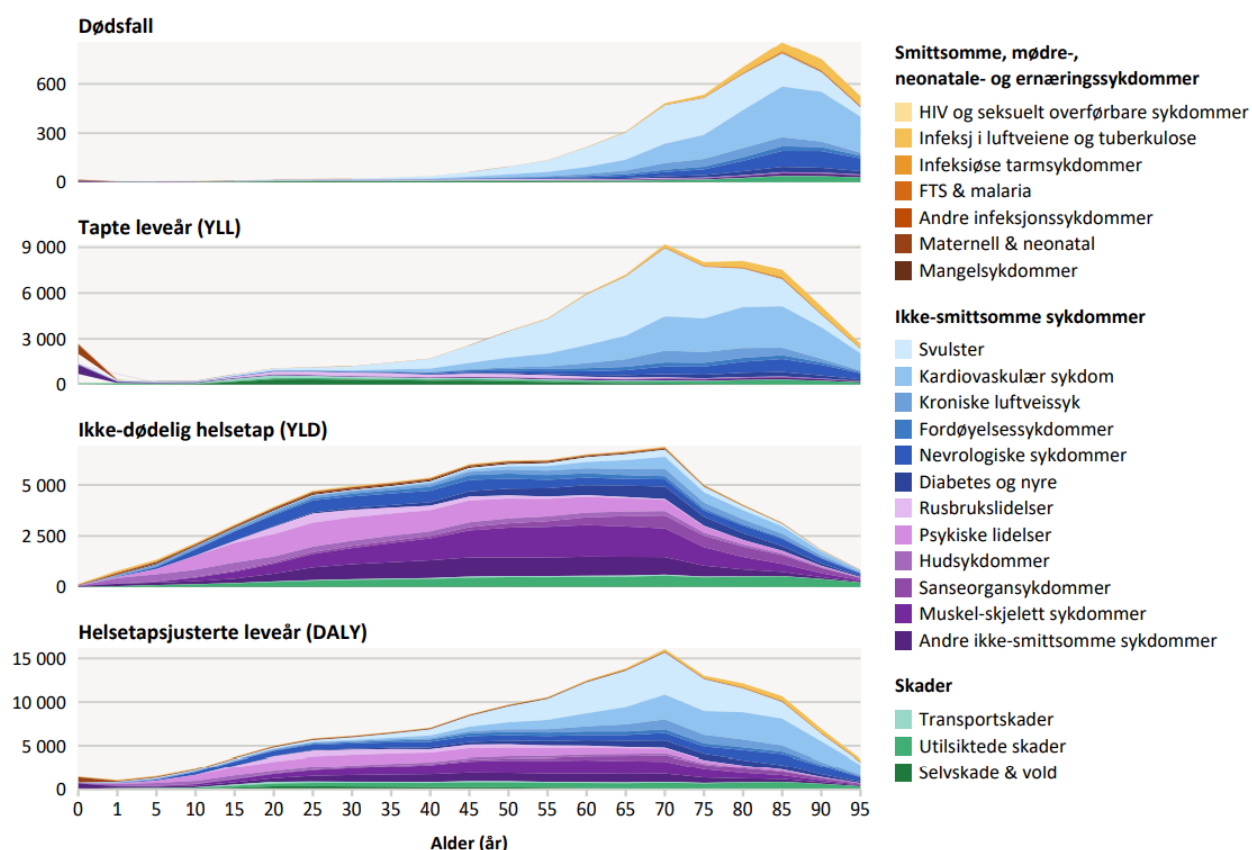 Dødsfall
600
300
0
Tapte leveår (YLL)
9 000
6 000
3 000
0
Ikke-dødelig helsetap (YLD)
5 000
2 500
0
Helsetapsjusterte leveår (DALY)
15 000
10 000
5 000
0
0 1 5 10 15 20 25 30 35 40 45 50 55 60 65 70 75 80 85 90 95
Alder (år)
Smittsomme, mødre-,
neonatale- og ernæringssykdommer
HIV og seksuelt overførbare sykdommer
Infeksj i luftveiene og tuberkulose
Infeksiøse tarmsykdommer
FTS & malaria
Andre infeksjonssykdommer
Maternell & neonatal
Mangelsykdommer
Ikke-smittsomme sykdommer
Svulster
Kardiovaskulær sykdom
Kroniske luftveissyk
Fordøyelsessykdommer
Nevrologiske sykdommer
Diabetes og nyre
Rusbrukslidelser
Psykiske lidelser
Hudsykdommer
Sanseorgansykdommer
Muskel-skjelett sykdommer
Andre ikke-smittsomme sykdommer
Skader
Transportskader
Utilsiktede skader
Selvskade & vold